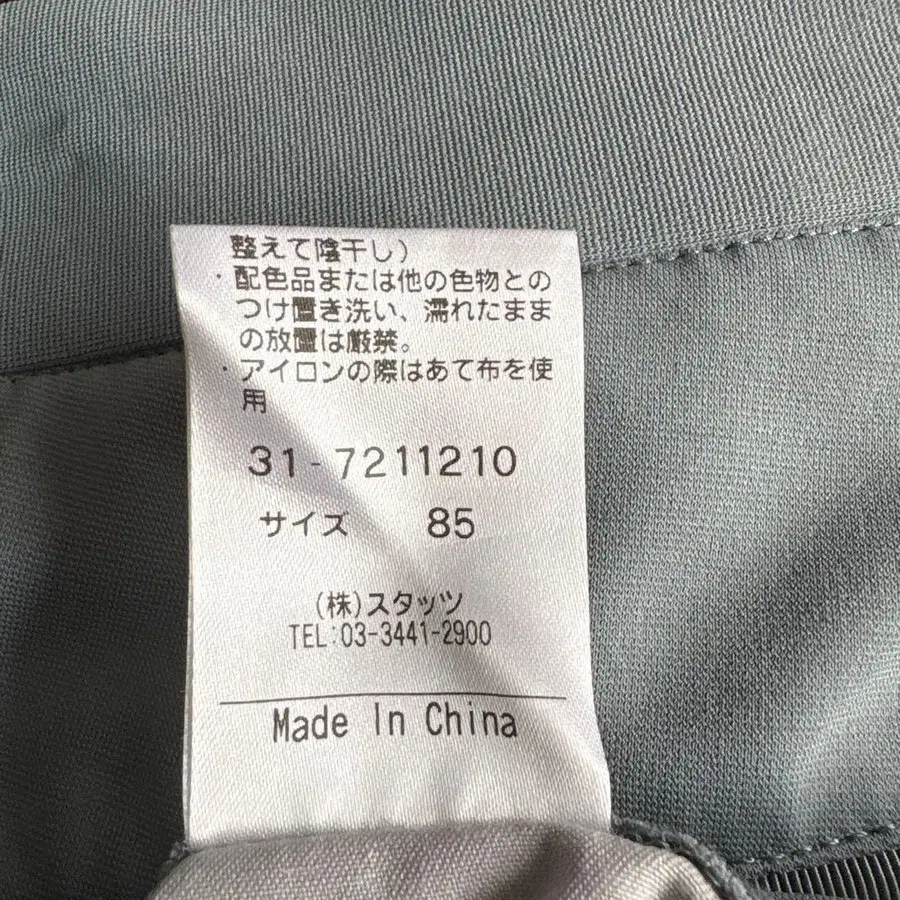 整えて陰干し)
・配色品または他の色物との
つけ置き洗い、濡れたまま
の放置は厳禁。
・アイロンの際はあて布を使
用
31-7211210
サイズ 85
(株)スタッツ
TEL:03-3441-2900
Made In China